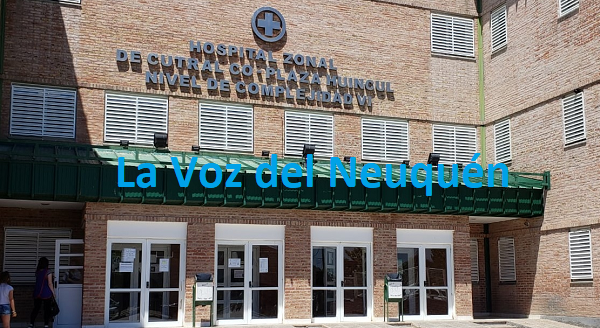 HOSPITAL ZONAL
DE CUTRAL CO - PLAZA HUINCUL
NIVEL DE COMPLEJIDAD VI
La Voz del Neuquén